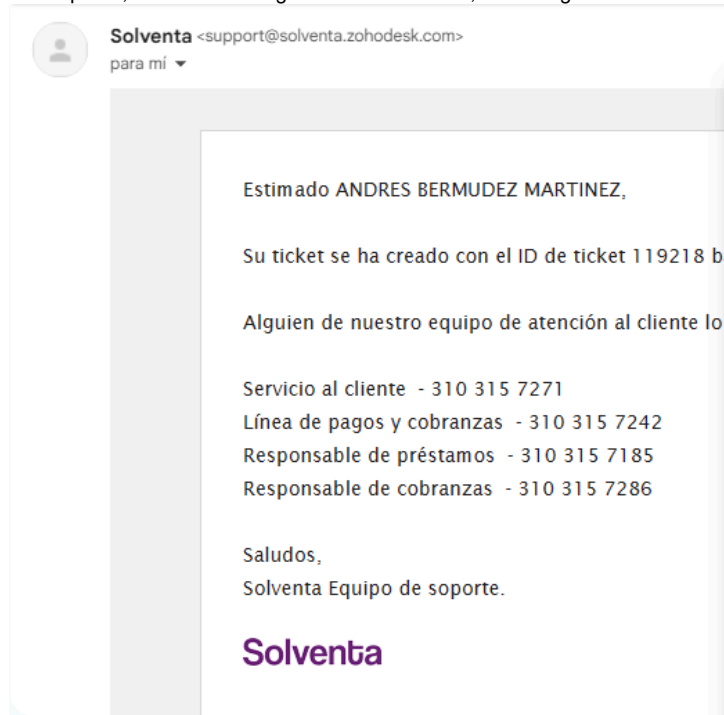 Solventa <support@solventa.zohodesk.com>
para mí
Estimado ANDRES BERMUDEZ MARTINEZ,
Su ticket se ha creado con el ID de ticket 119218
Alguien de nuestro equipo de atención al cliente lo
Servicio al cliente - 310 315 7271
Línea de pagos y cobranzas - 310 315 7242
Responsable de préstamos - 310 315 7185
Responsable de cobranzas - 310 315 7286
Saludos,
Solventa Equipo de soporte.
Solventa